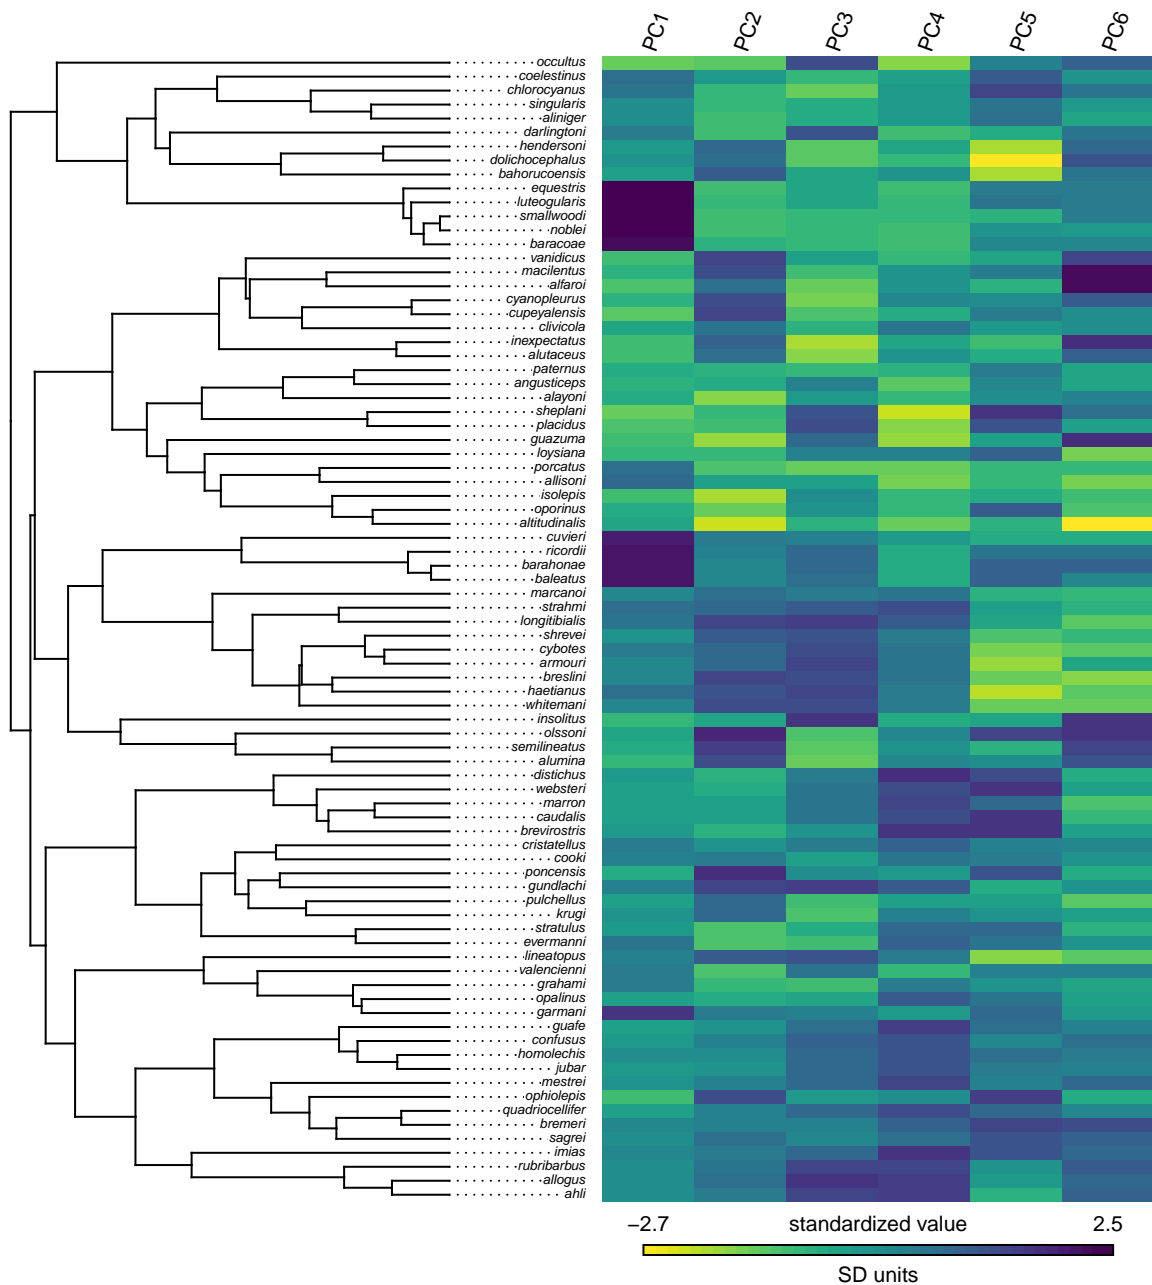 PC1 PC2 PC3 PC4 PC5 PC6
occultus
coelestinus
chlorocyanus
singularis
aliniger
darlingtoni
hendersoni
dolichocephalus
bahorucoensis
equestris
luteogularis
smallwoodi
noblei
baracoae
vanidicus
macilentus
alfaroi
cyanopleurus
cupeyalensis
clivicola
inexpectatus
alutaceus
paternus
angusticeps
alayoni
sheplani
placidus
guazuma
loysiana
porcatus
allisoni
isolepis
oporinus
altitudinalis
cuvieri
ricordii
barahonae
baleatus
marcanoi
strahmi
longitibialis
shrevei
cybotes
armouri
breslini
haetianus
whitemani
insolitus
olssoni
semilineatus
alumina
distichus
websteri
marron
caudalis
brevirostris
cristatellus
cooki
poncensis
gundlachi
pulchellus
krugi
stratulus
evermanni
lineatopus
valencienni
grahami
opalinus
garmani
guafe
confusus
homolechis
jubar
mestrei
ophiolepis
quadriocellifer
bremeri
sagrei
imias
rubribarbus
allogus
ahli
−2.7 standardized value 2.5
SD units